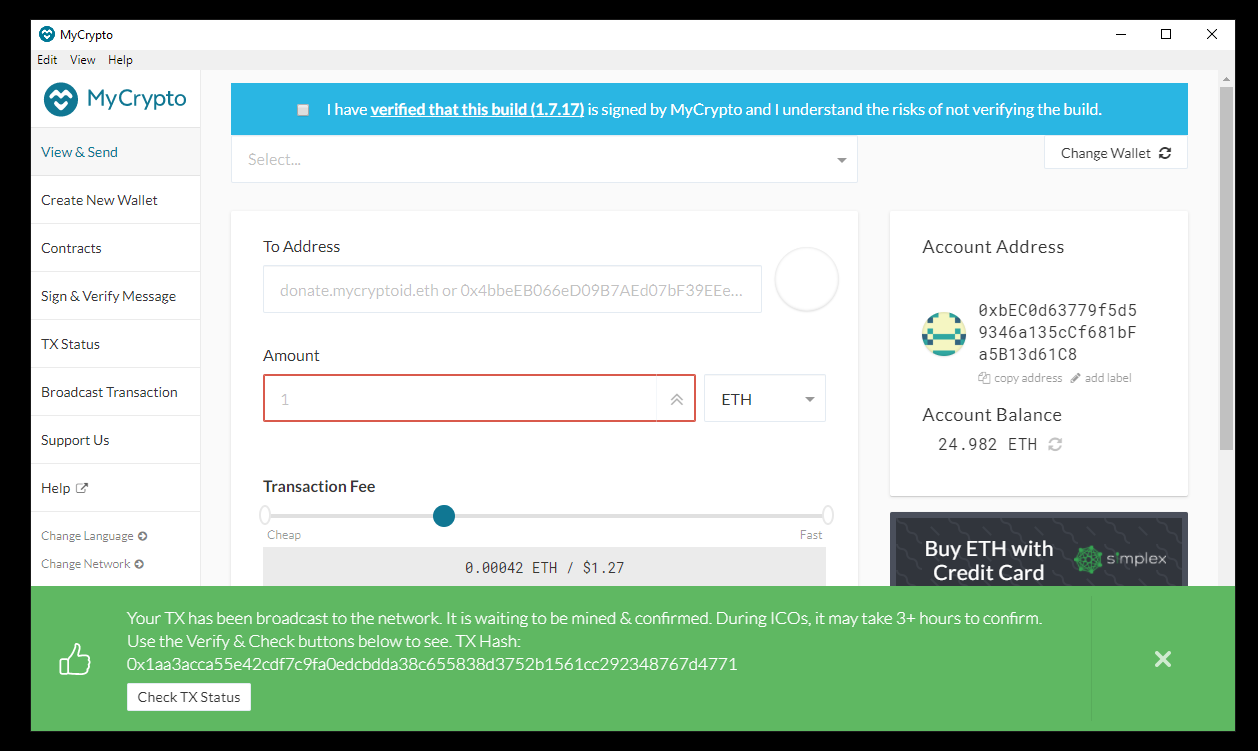 MyCrypto
Edit View Help
MyCrypto
I have verified that this build (1.7.17) is signed by MyCrypto and I understand the risks of not verifying the build.
View & Send
Create New Wallet
Contracts
Sign & Verify Message
TX Status
Broadcast Transaction
Support Us
Help
Change Language
Change Network
Select...
Change Wallet
To Address
donate.mycryptoid.eth or 0x4bbeEB066eD09B7AEd07bF39EEe...
Amount
1
ETH
Transaction Fee
Cheap
Fast
0.00042 ETH / $1.27
Account Address
0xbEC0d63779f5d5
9346a135cCf681bF
a5B13d61C8
copy address add label
Account Balance
24.982 ETH
Buy ETH with
Credit Card
simplex
Your TX has been broadcast to the network. It is waiting to be mined & confirmed. During ICOs, it may take 3+ hours to confirm.
Use the Verify & Check buttons below to see. TX Hash:
0x1aa3acca55e42cdf7c9fa0edcbdda38c655838d3752b1561cc292348767d4771
Check TX Status